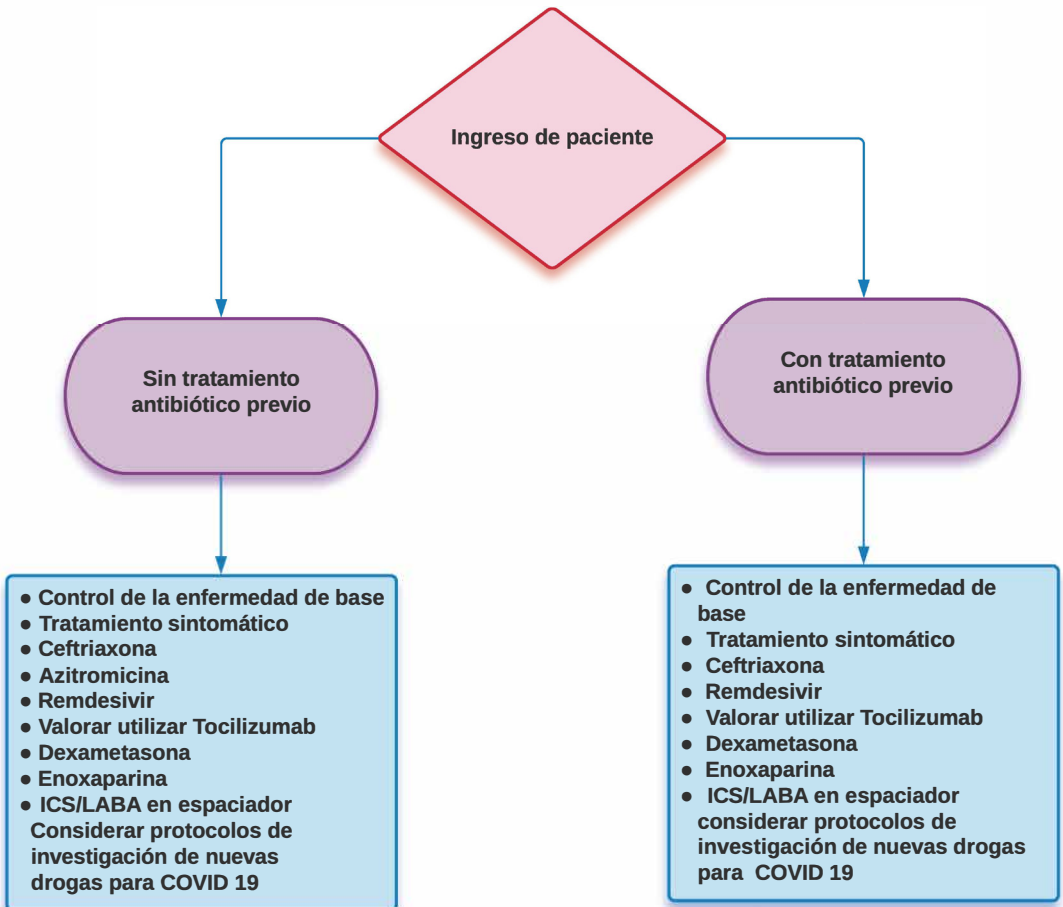 Ingreso de paciente
Sin tratamiento
antibiótico previo
Con tratamiento
antibiótico previo
● Control de la enfermedad de base
● Tratamiento sintomático
● Ceftriaxona
● Azitromicina
● Remdesivir
● Valorar utilizar Tocilizumab
● Dexametasona
● Enoxaparina
● ICS/LABA en espaciador
Considerar protocolos de
investigación de nuevas
drogas para COVID 19
● Control de la enfermedad de
base
● Tratamiento sintomático
● Ceftriaxona
● Remdesivir
● Valorar utilizar Tocilizumab
● Dexametasona
● Enoxaparina
● ICS/LABA en espaciador
considerar protocolos de
investigación de nuevas drogas
para COVID 19